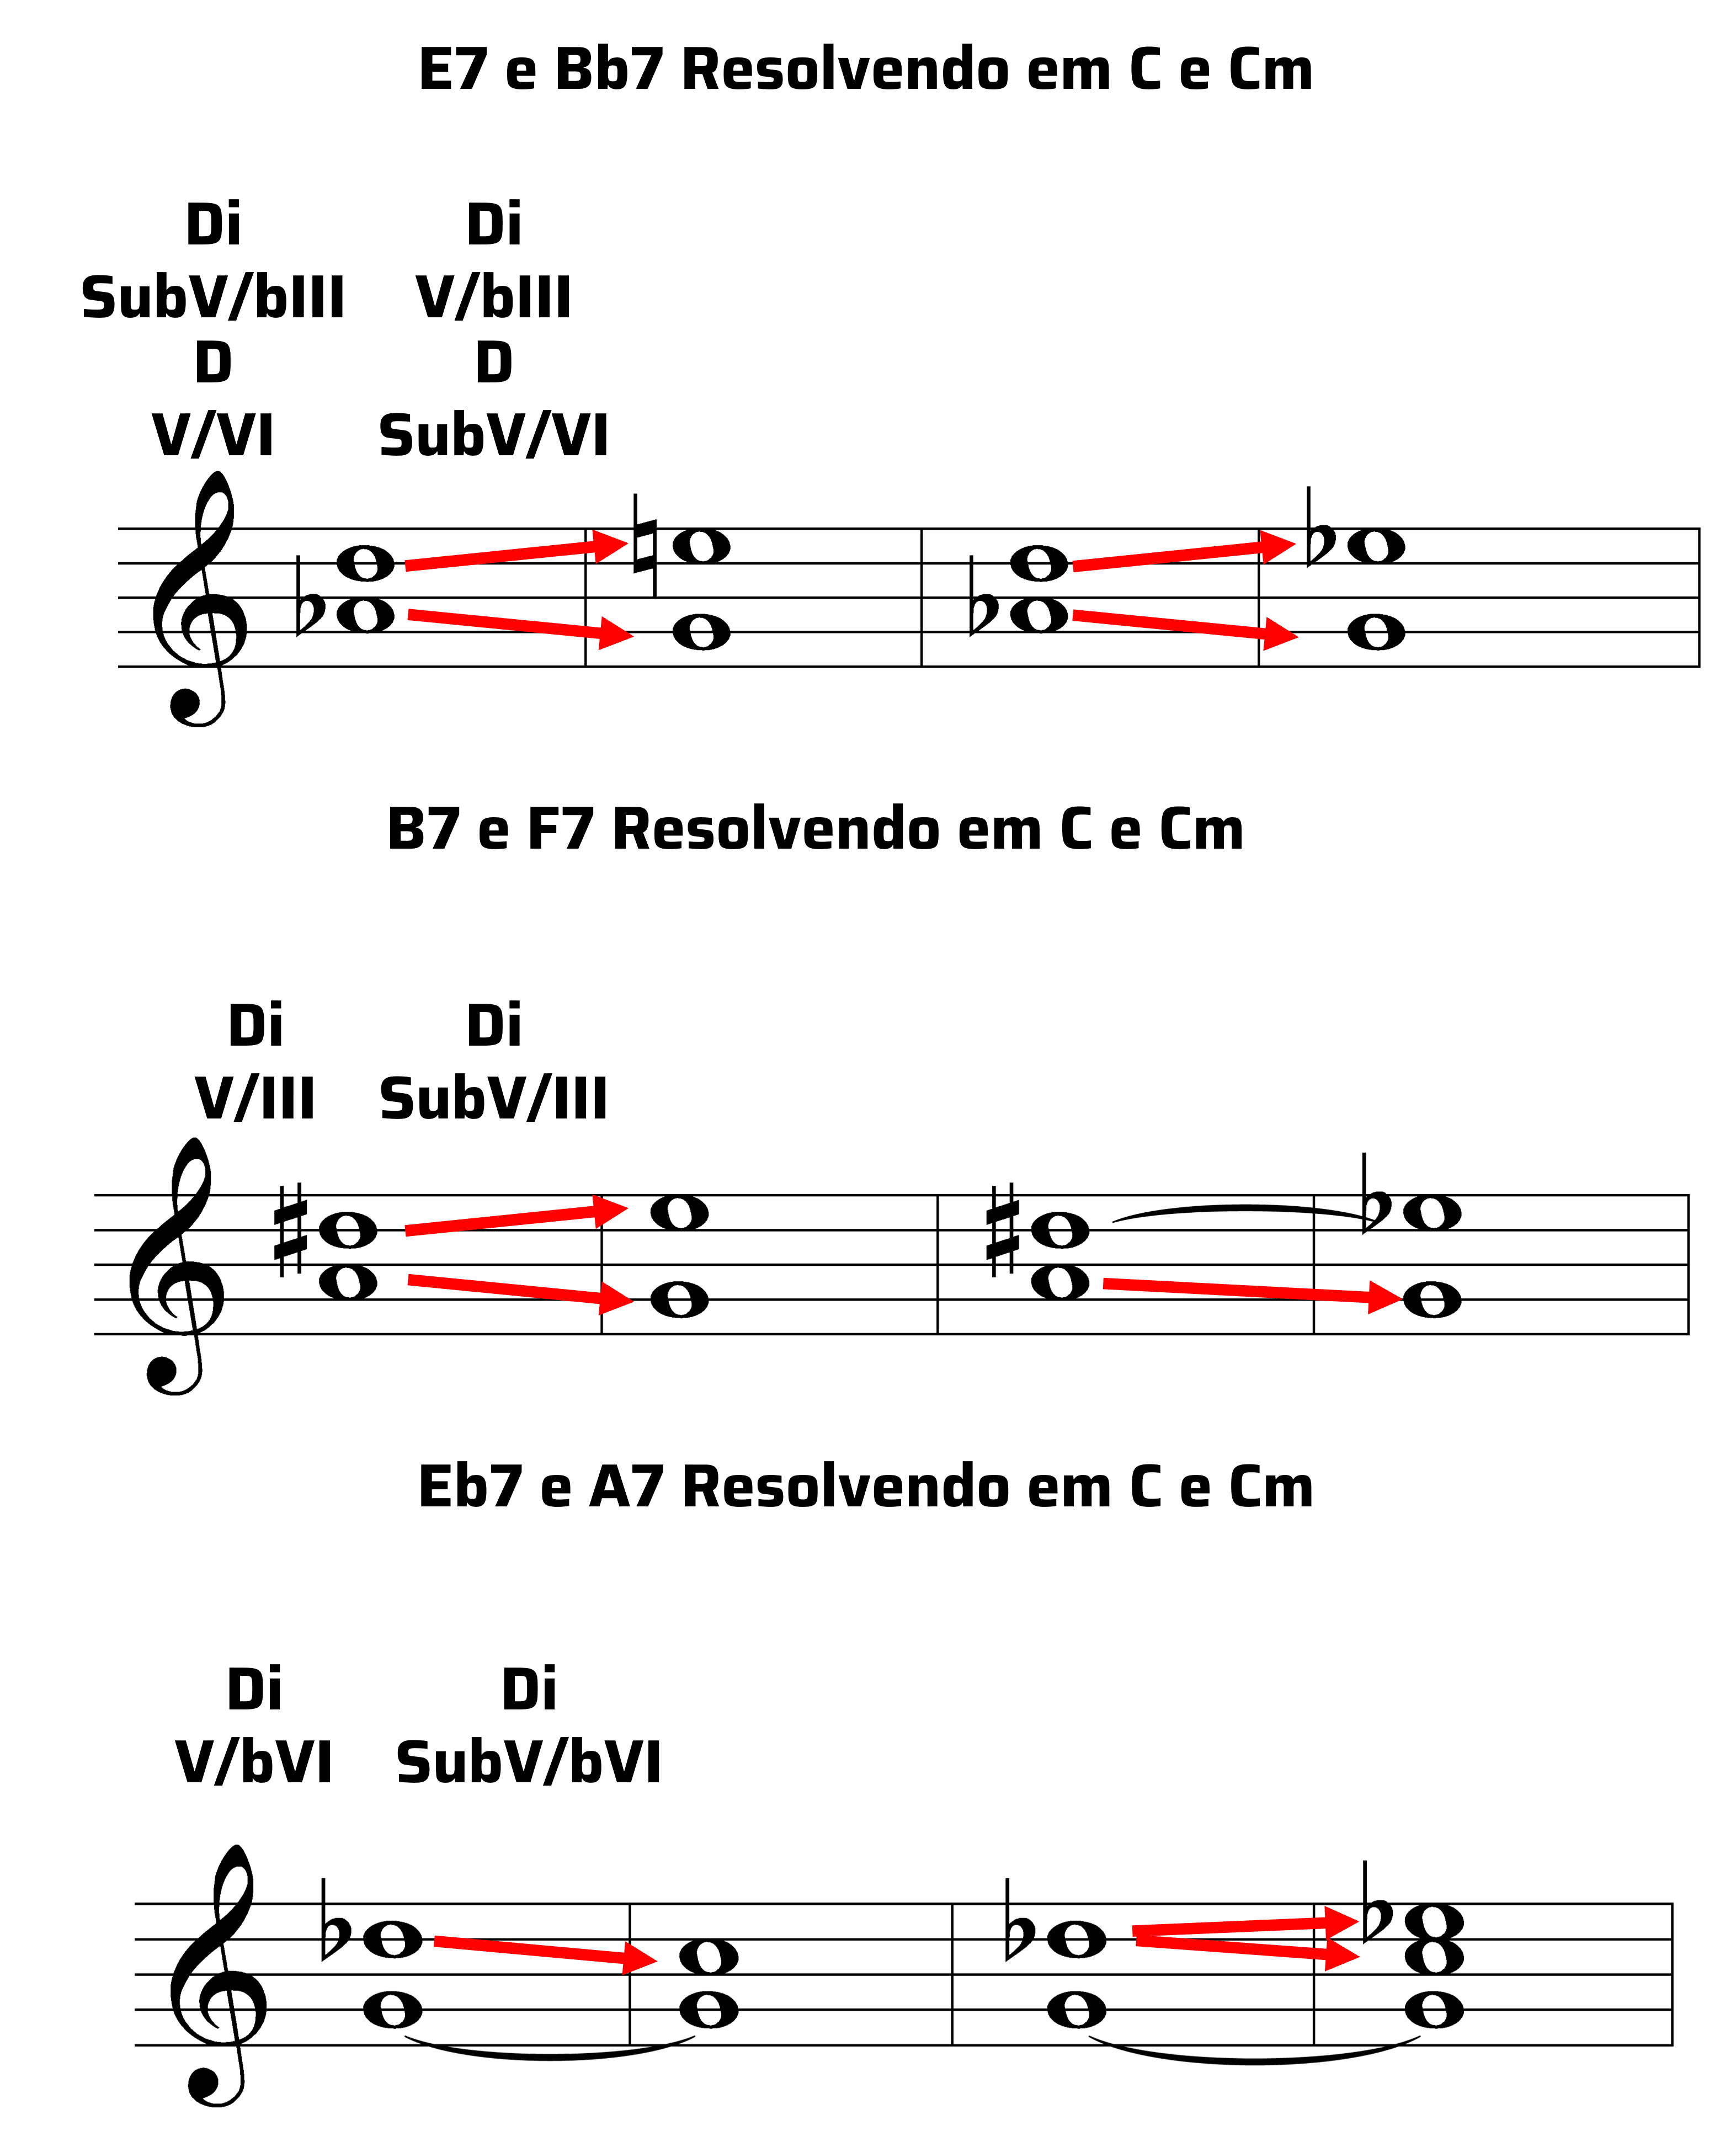 E7 e Bb7 Resolvendo em C e Cm
Di Di
SubV/bIII V/bIII
D D
V/VI SubV/VI
B7 e F7 Resolvendo em C e Cm
Di Di
V/III SubV/III
Eb7 e A7 Resolvendo em C e Cm
Di Di
V/bVI SubV/bVI